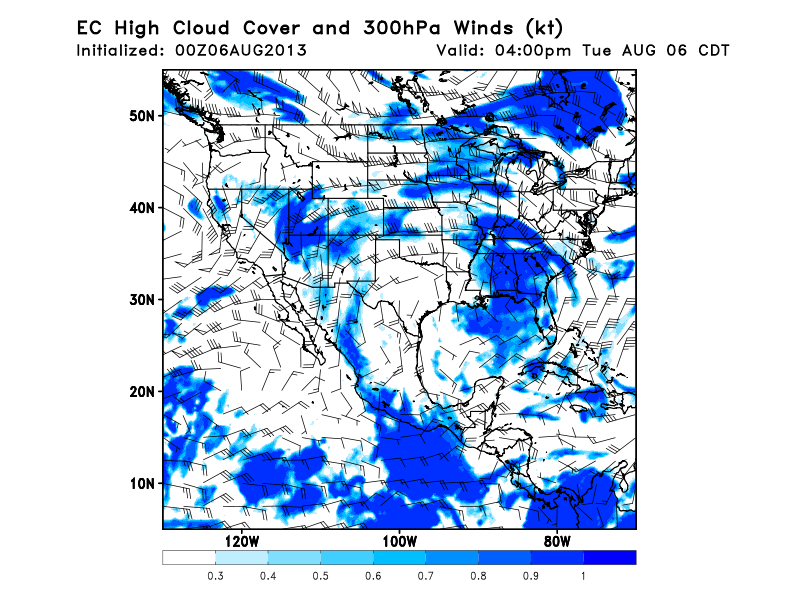 EC High Cloud Cover and 300hPa Winds (kt)
Initialized: 00Z06AUG2013 Valid: 04:00pm Tue AUG 06 CDT
50N
40N
30N
20N
10N
120W 100W 80W
0.3 0.4 0.5 0.6 0.7 0.8 0.9 1